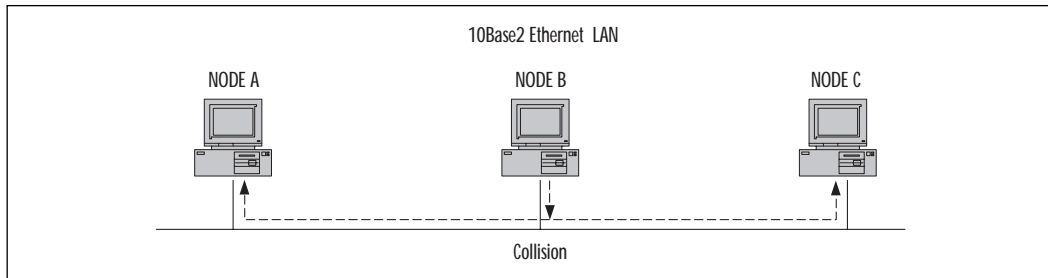 10Base2 Ethernet LAN
NODE A
NODE B
NODE C
Collision